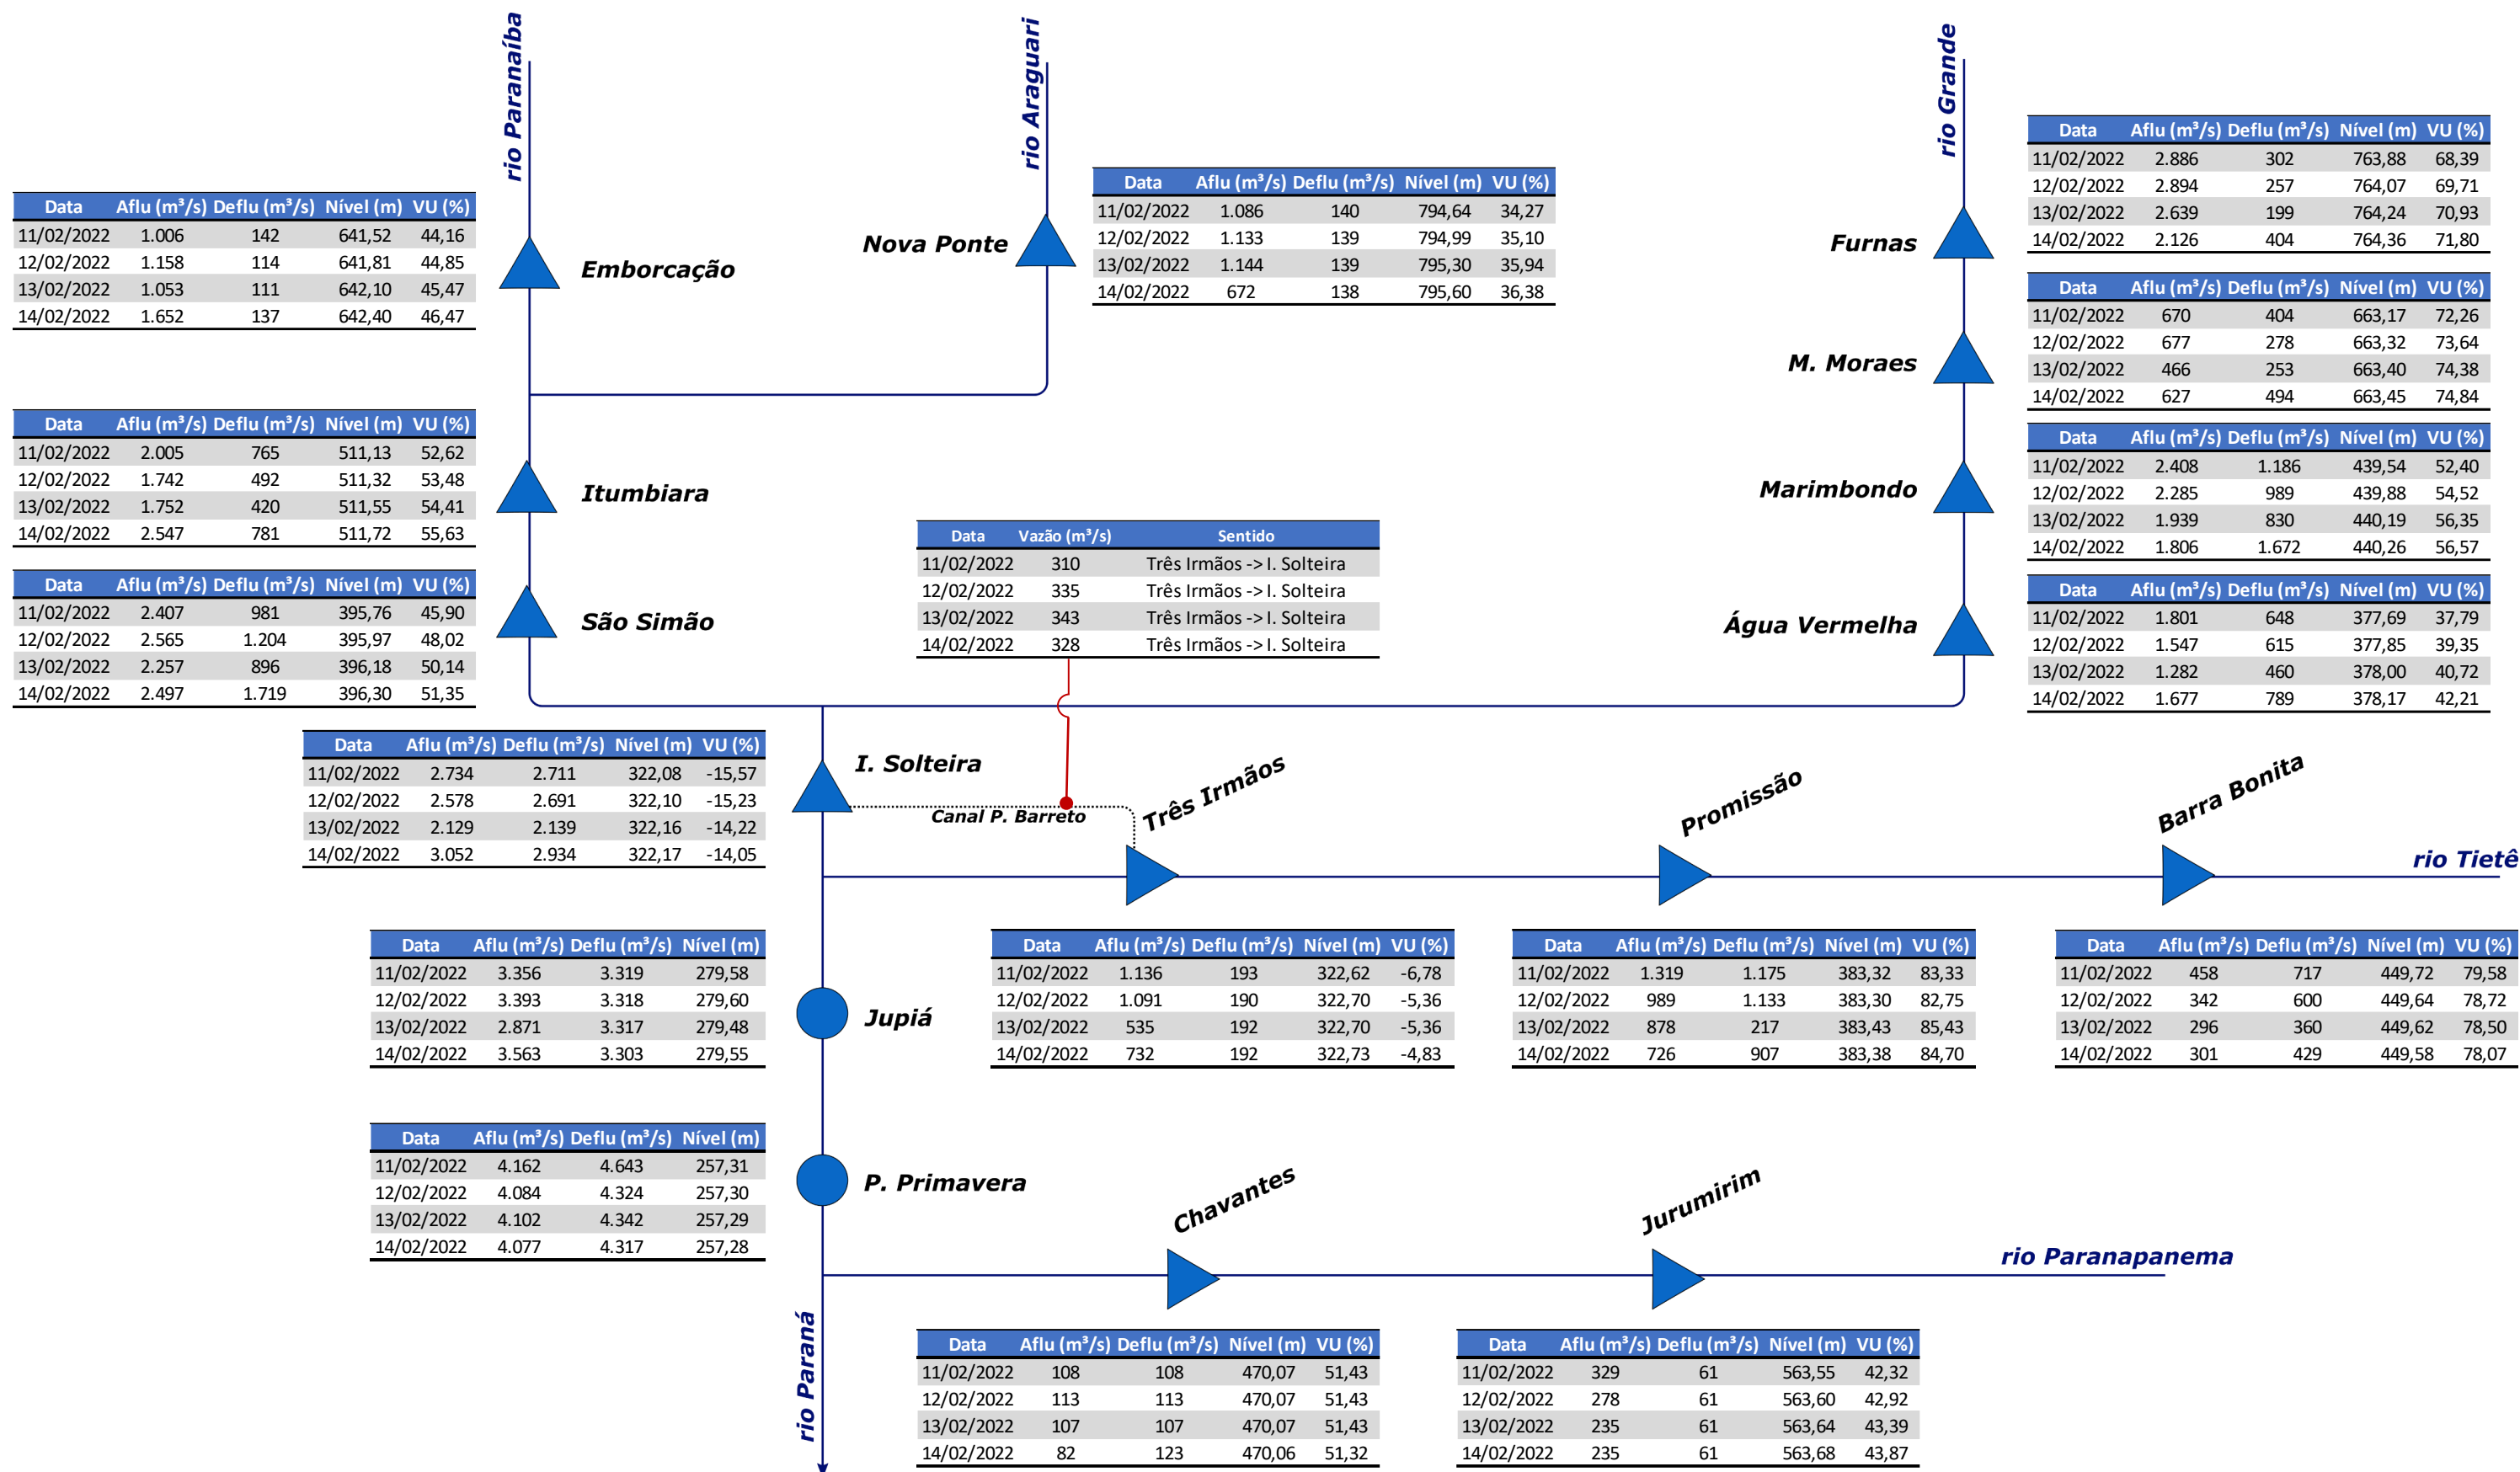 rio Paranaíba
rio Araguari
rio Grande
Data Aflu (m³/s) Deflu (m³/s) Nível (m) VU (%)
11/02/2022 1.006 142 641,52 44,16
12/02/2022 1.158 114 641,81 44,85
13/02/2022 1.053 111 642,10 45,47
14/02/2022 1.652 137 642,40 46,47
Emborcação
Nova Ponte
Data Aflu (m³/s) Deflu (m³/s) Nível (m) VU (%)
11/02/2022 1.086 140 794,64 34,27
12/02/2022 1.133 139 794,99 35,10
13/02/2022 1.144 139 795,30 35,94
14/02/2022 672 138 795,60 36,38
Furnas
Data Aflu (m³/s) Deflu (m³/s) Nível (m) VU (%)
11/02/2022 2.886 302 763,88 68,39
12/02/2022 2.894 257 764,07 69,71
13/02/2022 2.639 199 764,24 70,93
14/02/2022 2.126 404 764,36 71,80
M. Moraes
Data Aflu (m³/s) Deflu (m³/s) Nível (m) VU (%)
11/02/2022 670 404 663,17 72,26
12/02/2022 677 278 663,32 73,64
13/02/2022 466 253 663,40 74,38
14/02/2022 627 494 663,45 74,84
Data Aflu (m³/s) Deflu (m³/s) Nível (m) VU (%)
11/02/2022 2.005 765 511,13 52,62
12/02/2022 1.742 492 511,32 53,48
13/02/2022 1.752 420 511,55 54,41
14/02/2022 2.547 781 511,72 55,63
Itumbiara
Marimbondo
Data Aflu (m³/s) Deflu (m³/s) Nível (m) VU (%)
11/02/2022 2.408 1.186 439,54 52,40
12/02/2022 2.285 989 439,88 54,52
13/02/2022 1.939 830 440,19 56,35
14/02/2022 1.806 1.672 440,26 56,57
Data Vazão (m³/s) Sentido
11/02/2022 310 Três Irmãos -> I. Solteira
12/02/2022 335 Três Irmãos -> I. Solteira
13/02/2022 343 Três Irmãos -> I. Solteira
14/02/2022 328 Três Irmãos -> I. Solteira
Data Aflu (m³/s) Deflu (m³/s) Nível (m) VU (%)
11/02/2022 2.407 981 395,76 45,90
12/02/2022 2.565 1.204 395,97 48,02
13/02/2022 2.257 896 396,18 50,14
14/02/2022 2.497 1.719 396,30 51,35
São Simão
Água Vermelha
Data Aflu (m³/s) Deflu (m³/s) Nível (m) VU (%)
11/02/2022 1.801 648 377,69 37,79
12/02/2022 1.547 615 377,85 39,35
13/02/2022 1.282 460 378,00 40,72
14/02/2022 1.677 789 378,17 42,21
Data Aflu (m³/s) Deflu (m³/s) Nível (m) VU (%)
11/02/2022 2.734 2.711 322,08 -15,57
12/02/2022 2.578 2.691 322,10 -15,23
13/02/2022 2.129 2.139 322,16 -14,22
14/02/2022 3.052 2.934 322,17 -14,05
I. Solteira
Canal P. Barreto
Três Irmãos
Promissão
Barra Bonita
rio Tietê
Data Aflu (m³/s) Deflu (m³/s) Nível (m)
11/02/2022 3.356 3.319 279,58
12/02/2022 3.393 3.318 279,60
13/02/2022 2.871 3.317 279,48
14/02/2022 3.563 3.303 279,55
Jupiá
Data Aflu (m³/s) Deflu (m³/s) Nível (m) VU (%)
11/02/2022 1.136 193 322,62 -6,78
12/02/2022 1.091 190 322,70 -5,36
13/02/2022 535 192 322,70 -5,36
14/02/2022 732 192 322,73 -4,83
Data Aflu (m³/s) Deflu (m³/s) Nível (m) VU (%)
11/02/2022 1.319 1.175 383,32 83,33
12/02/2022 989 1.133 383,30 82,75
13/02/2022 878 217 383,43 85,43
14/02/2022 726 907 383,38 84,70
Data Aflu (m³/s) Deflu (m³/s) Nível (m) VU (%)
11/02/2022 458 717 449,72 79,58
12/02/2022 342 600 449,64 78,72
13/02/2022 296 360 449,62 78,50
14/02/2022 301 429 449,58 78,07
Data Aflu (m³/s) Deflu (m³/s) Nível (m)
11/02/2022 4.162 4.643 257,31
12/02/2022 4.084 4.324 257,30
13/02/2022 4.102 4.342 257,29
14/02/2022 4.077 4.317 257,28
P. Primavera
Chavantes
Jurumirim
rio Paranapanema
rio Paraná
Data Aflu (m³/s) Deflu (m³/s) Nível (m) VU (%)
11/02/2022 108 108 470,07 51,43
12/02/2022 113 113 470,07 51,43
13/02/2022 107 107 470,07 51,43
14/02/2022 82 123 470,06 51,32
Data Aflu (m³/s) Deflu (m³/s) Nível (m) VU (%)
11/02/2022 329 61 563,55 42,32
12/02/2022 278 61 563,60 42,92
13/02/2022 235 61 563,64 43,39
14/02/2022 235 61 563,68 43,87